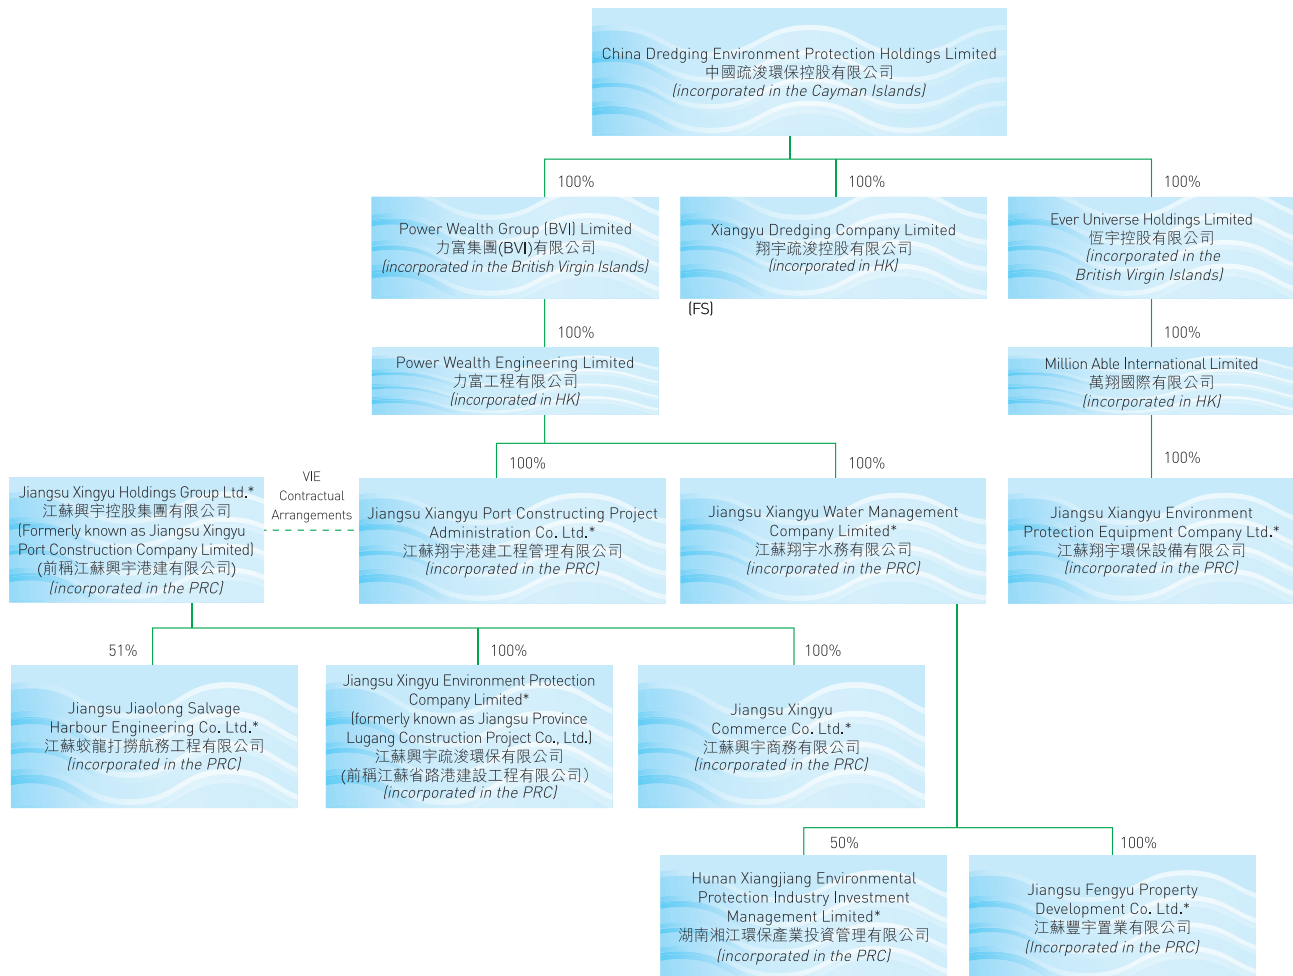 China Dredging Environment Protection Holdings Limited
中國疏浚環保控股有限公司
(incorporated in the Cayman Islands)
100%
100%
100%
Power Wealth Group (BVI) Limited
力富集團(BVI)有限公司
(incorporated in the British Virgin Islands)
Xiangyu Dredging Company Limited
翔宇疏浚控股有限公司
(incorporated in HK)
Ever Universe Holdings Limited
恆宇控股有限公司
(incorporated in the
British Virgin Islands)
(FS)
100%
100%
Power Wealth Engineering Limited
力富工程有限公司
(incorporated in HK)
Million Able International Limited
萬翔國際有限公司
(incorporated in HK)
100%
100%
100%
Jiangsu Xingyu Holdings Group Ltd.*
江蘇興宇控股集團有限公司
(Formerly known as Jiangsu Xingyu
Port Construction Company Limited)
(前稱江蘇興宇港建有限公司)
(incorporated in the PRC)
VIE
Contractual
Arrangements
Jiangsu Xiangyu Port Constructing Project
Administration Co. Ltd.*
江蘇翔宇港建工程管理有限公司
(incorporated in the PRC)
Jiangsu Xiangyu Water Management
Company Limited*
江蘇翔宇水務有限公司
(incorporated in the PRC)
Jiangsu Xiangyu Environment
Protection Equipment Company Ltd.*
江蘇翔宇環保設備有限公司
(incorporated in the PRC)
51%
100%
100%
Jiangsu Jiaolong Salvage
Harbour Engineering Co. Ltd.*
江蘇蛟龍打撈航務工程有限公司
(incorporated in the PRC)
Jiangsu Xingyu Environment Protection
Company Limited*
(formerly known as Jiangsu Province
Lugang Construction Project Co., Ltd.)
江蘇興宇疏浚環保有限公司
(前稱江蘇省路港建設工程有限公司)
(incorporated in the PRC)
Jiangsu Xingyu
Commerce Co. Ltd.*
江蘇興宇商務有限公司
(incorporated in the PRC)
50%
100%
Hunan Xiangjiang Environmental
Protection Industry Investment
Management Limited*
湖南湘江環保產業投資管理有限公司
(incorporated in the PRC)
Jiangsu Fengyu Property
Development Co. Ltd.*
江蘇豐宇置業有限公司
(Incorporated in the PRC)